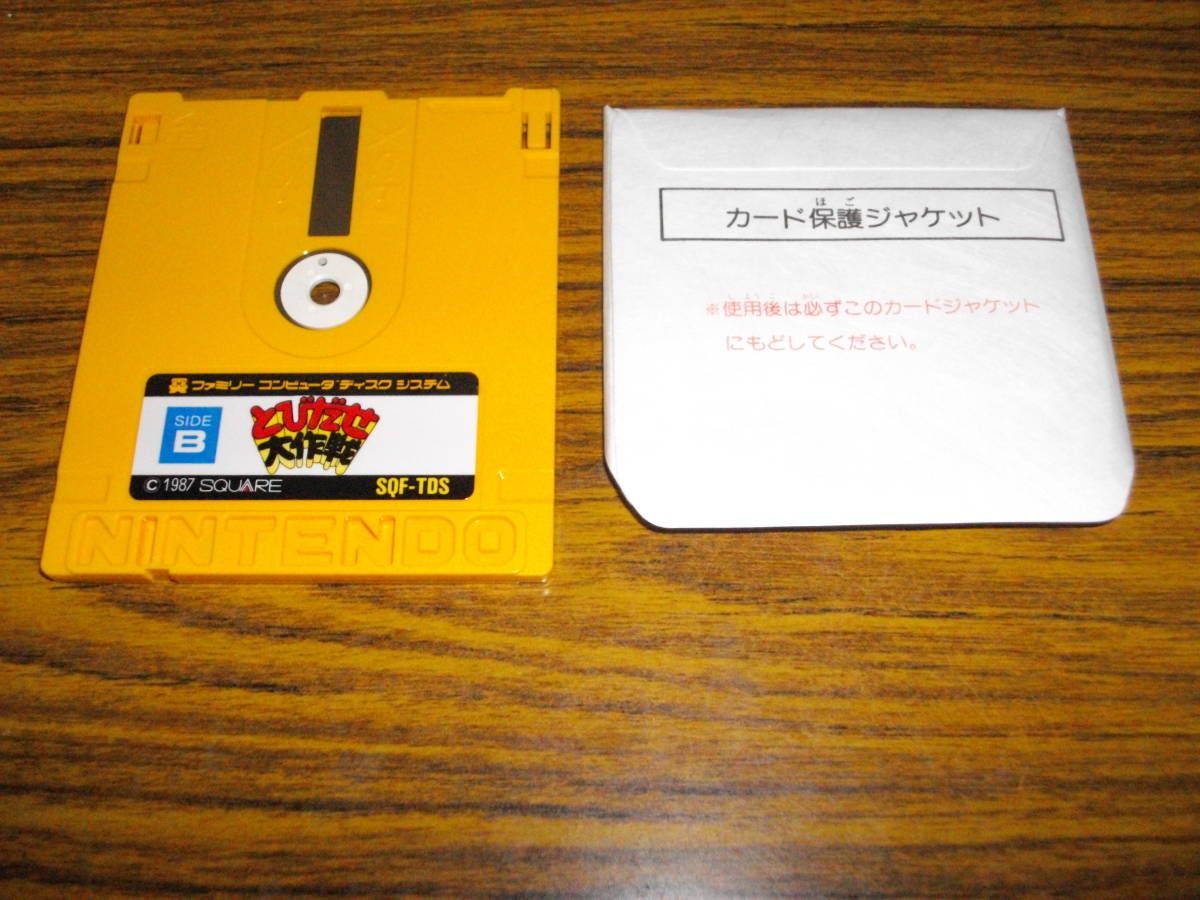 ファミリー コンピュータ ディスク システム
SIDE
B
とびだせ
大作戦
© 1987 SQUARE
SQF-TDS
NINTENDO
ほご
カード保護ジャケット
※使用後は必ずこのカードジャケット
にもどしてください。